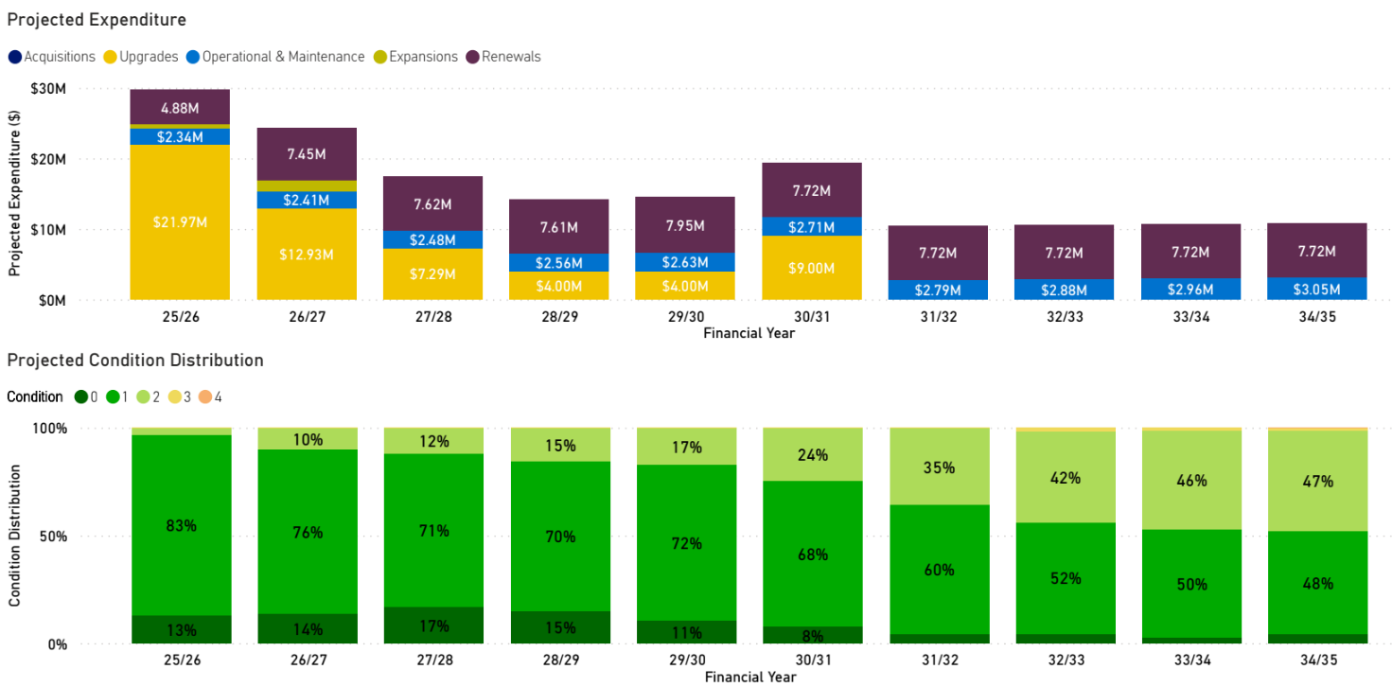 Projected Expenditure
Acquisitions Upgrades Operational & Maintenance Expansions Renewals
Projected Expenditure ($)
$30M
$20M
$10M
$0M
4.88M
$2.34M
$21.97M
7.45M
$2.41M
$12.93M
7.62M
$2.48M
$7.29M
7.61M
$2.56M
$4.00M
7.95M
$2.63M
$4.00M
7.72M
$2.71M
$9.00M
7.72M
$2.79M
7.72M
$2.88M
7.72M
$2.96M
7.72M
$3.05M
25/26 26/27 27/28 28/29 29/30 30/31 31/32 32/33 33/34 34/35
Financial Year
Projected Condition Distribution
Condition 0 1 2 3 4
Condition Distribution
100%
50%
0%
83%
13%
10%
76%
14%
12%
71%
17%
15%
70%
15%
17%
72%
11%
24%
68%
8%
35%
60%
42%
52%
46%
50%
47%
48%
25/26 26/27 27/28 28/29 29/30 30/31 31/32 32/33 33/34 34/35
Financial Year